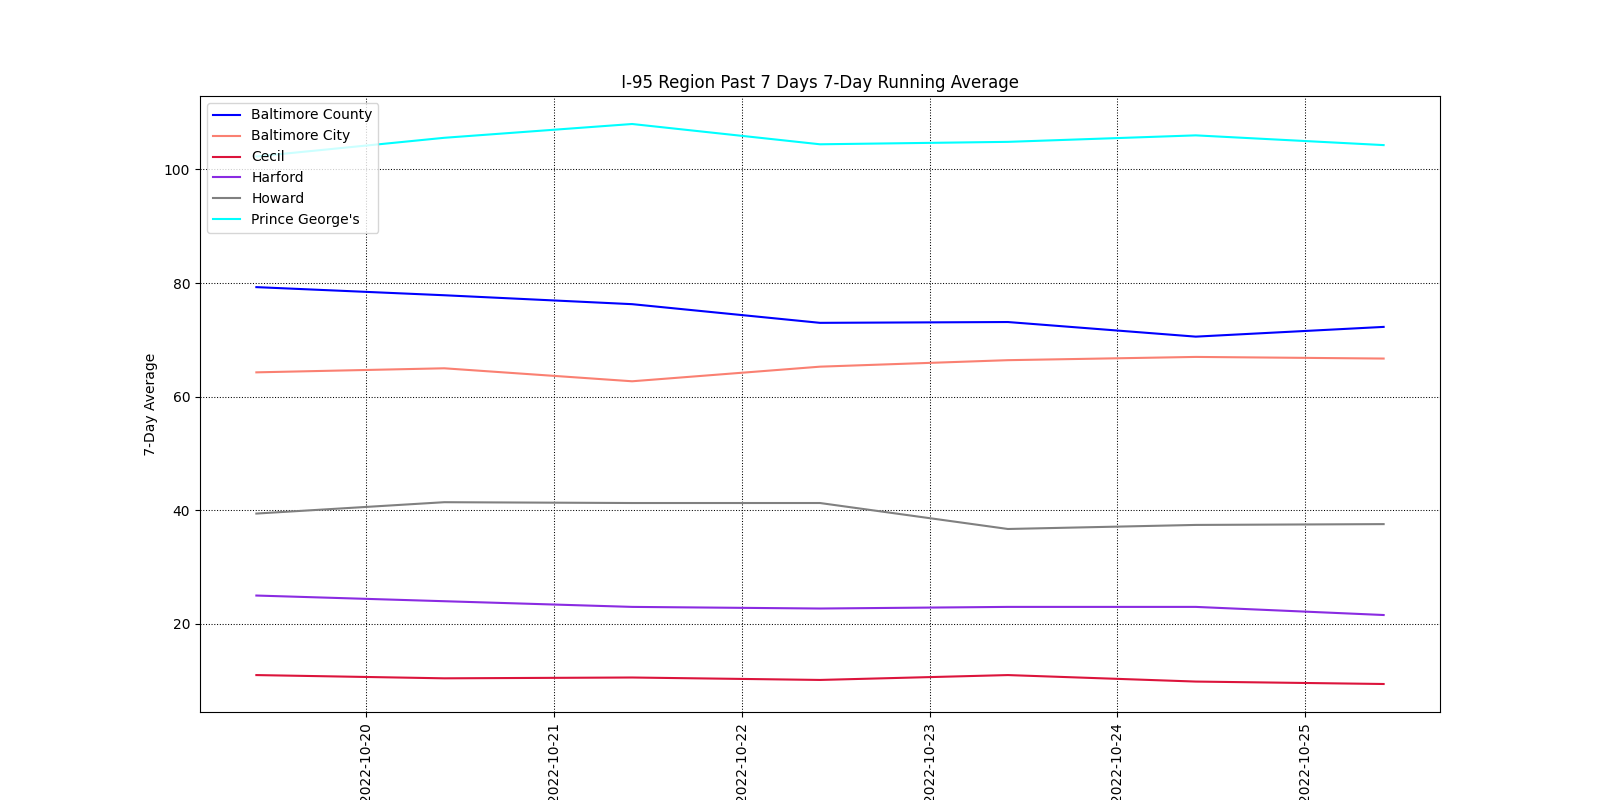 I-95 Region Past 7 Days 7-Day Running Average
Baltimore County
Baltimore City
Cecil
Harford
Howard
Prince George's
7-Day Average
100
80
60
40
20
2022-10-20
2022-10-21
2022-10-22
2022-10-23
2022-10-24
2022-10-25